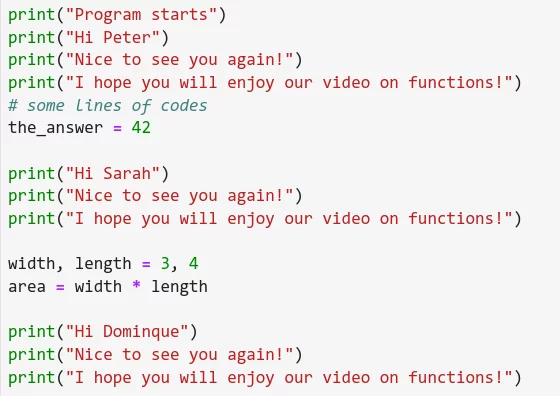 print("Program starts")
print("Hi Peter")
print("Nice to see you again!")
print("I hope you will enjoy our video on functions!")
# some lines of codes
the_answer = 42
print("Hi Sarah")
print("Nice to see you again!")
print("I hope you will enjoy our video on functions!")
width, length = 3, 4
area = width * length
print("Hi Dominque")
print("Nice to see you again!")
print("I hope you will enjoy our video on functions!")